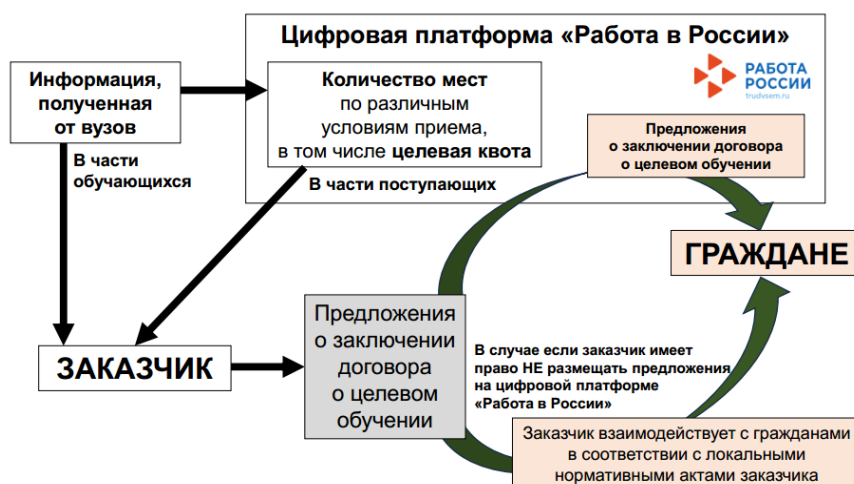 Цифровая платформа «Работа в России»
Информация,
полученная
от вузов
Количество мест
по различным
условиям приема,
в том числе целевая квота
РАБОТА
РОССИИ
trudvsem.ru
Предложения
о заключении договора
о целевом обучении
В части
обучающихся
В части поступающих
ГРАЖДАНЕ
ЗАКАЗЧИК
Предложения
о заключении
договора
о целевом
обучении
В случае если заказчик имеет
право НЕ размещать предложения
на цифровой платформе
«Работа в России»
Заказчик взаимодействует с гражданами
в соответствии с локальными
нормативными актами заказчика